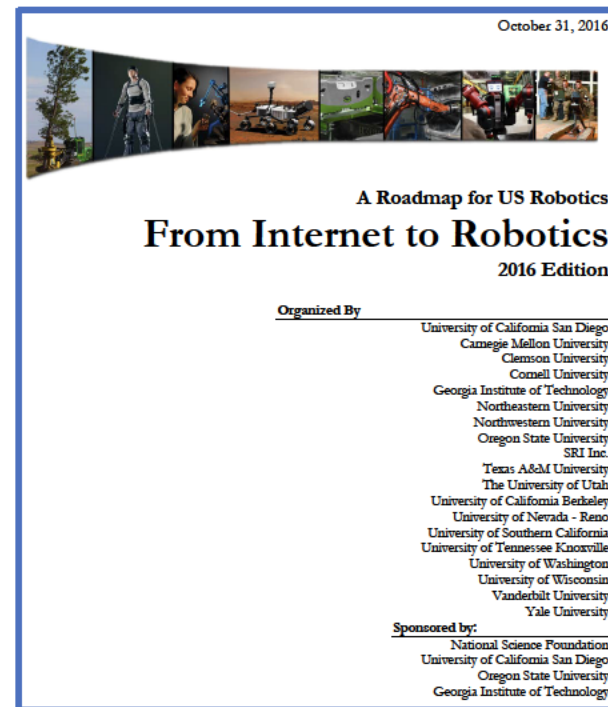 October 31, 2016
A Roadmap for US Robotics
From Internet to Robotics
2016 Edition
Organized By
University of California San Diego
Carnegie Mellon University
Clemson University
Cornell University
Georgia Institute of Technology
Northeastern University
Northwestern University
Oregon State University
SRI Inc.
Texas A&M University
The University of Utah
University of California Berkeley
University of Nevada - Reno
University of Southern California
University of Tennessee Knoxville
University of Washington
University of Wisconsin
Vanderbilt University
Yale University
Sponsored by:
National Science Foundation
University of California San Diego
Oregon State University
Georgia Institute of Technology